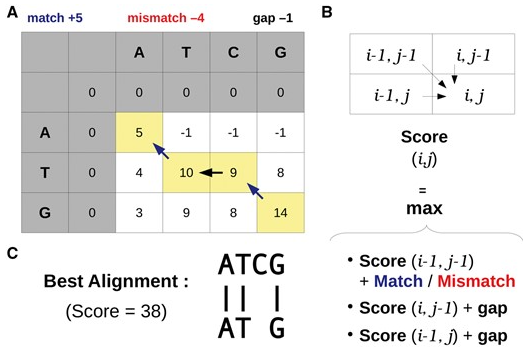 A
match +5 mismatch –4 gap –1
A T C G
0 0 0 0 0
A 0 5 -1 -1 -1
T 0 4 10 9 8
G 0 3 9 8 14
B
i-1, j-1 i, j-1
i-1, j i, j
Score
(i,j)
=
max
• Score (i-1, j-1)
+ Match / Mismatch
• Score (i, j-1) + gap
• Score (i-1, j) + gap
C
Best Alignment :
(Score = 38)
ATCG
|| |
AT G